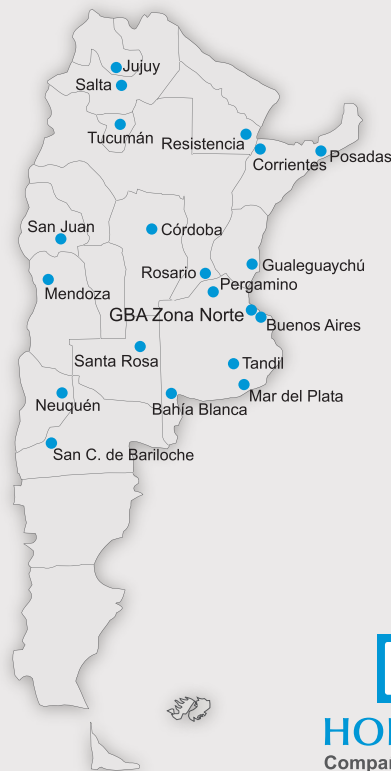 Jujuy
Salta
Tucumán
Resistencia
Corrientes
Posadas
San Juan
Córdoba
Rosario
Gualeguaychú
Mendoza
Pergamino
GBA Zona Norte
Buenos Aires
Santa Rosa
Tandil
Neuquén
Bahía Blanca
Mar del Plata
San C. de Bariloche